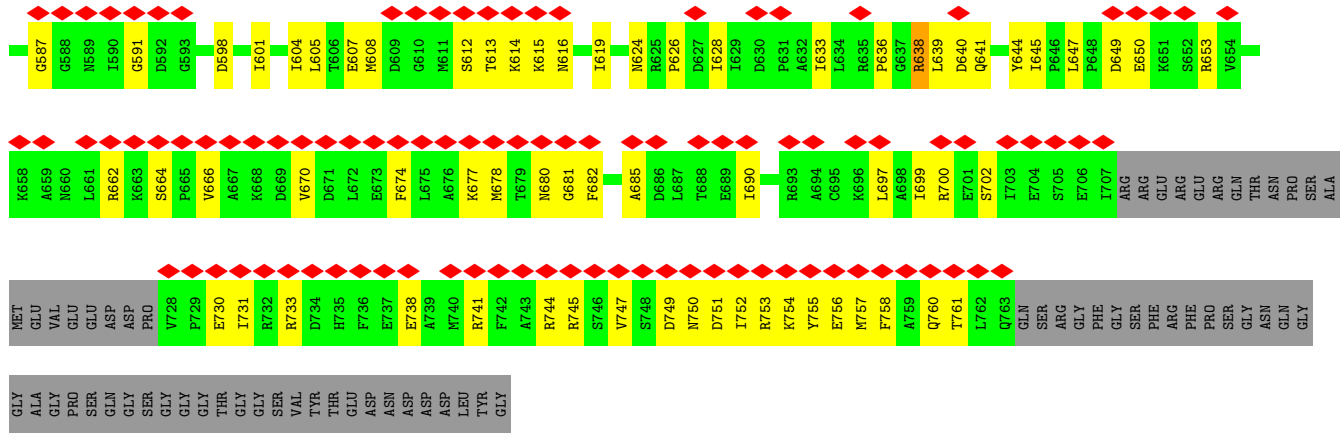 G587 G588 N589 I590 G591 D592 G593 D598 I601 I604 L605 T606 E607 M608 D609 G610 M611 S612 T613 K614 K615 N616 I619 N624 R625 P626 D627 I628 I629 D630 P631 A632 I633 L634 R635 P636 G637 R638 L639 D640 Q641 Y644 I645 P646 L647 P648 D649 E650 K651 S652 R653 V654
K658 A659 N660 L661 R662 K663 S664 P665 V666 A667 K668 D669 V670 D671 L672 E673 F674 L675 A676 K677 M678 T679 N680 G681 F682 A685 D686 L687 T688 E689 I690 R693 A694 C695 K696 L697 A698 I699 R700 E701 S702 I703 E704 S705 E706 I707 ARG ARG GLU ARG GLU ARG GLN THR ASN PRO SER ALA
MET GLU VAL GLU GLU ASP ASP PRO V728 P729 E730 I731 R732 R733 D734 H735 F736 E737 E738 A739 M740 R741 F742 A743 R744 R745 S746 V747 S748 D749 N750 D751 I752 R753 K754 Y755 E756 M757 F758 A759 Q760 T761 L762 Q763 GLN SER ARG GLY PHE GLY SER PHE ARG PHE PRO SER GLY ASN GLN GLY
GLY ALA GLY PRO SER GLN GLY SER GLY GLY GLY THR GLY GLY SER VAL TYR THR GLU ASP ASN ASP ASP ASP LEU TYR GLY